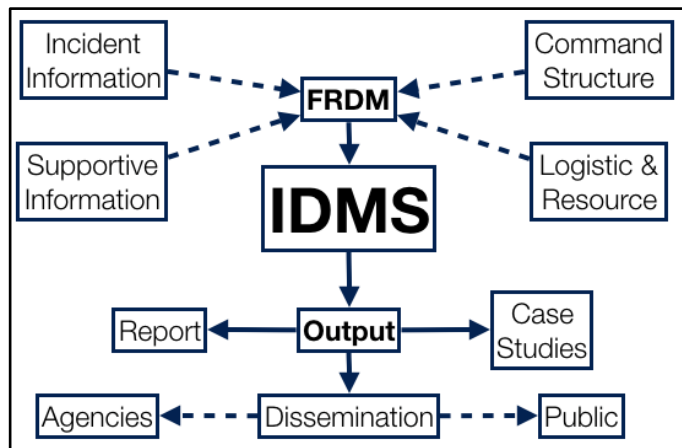 Incident
Information
Command
Structure
FRDM
Supportive
Information
Logistic &
Resource
IDMS
Report
Output
Case
Studies
Agencies
Dissemination
Public